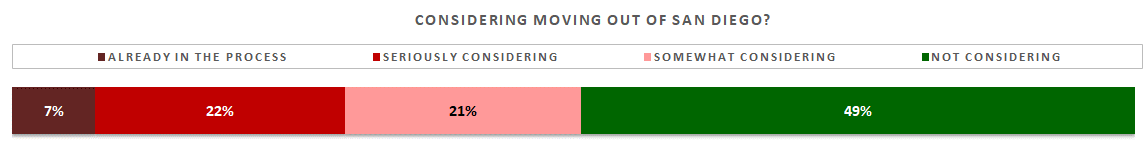 CONSIDERING MOVING OUT OF SAN DIEGO?
ALREADY IN THE PROCESS SERIOUSLY CONSIDERING SOMEWHAT CONSIDERING NOT CONSIDERING
7% 22% 21% 49%